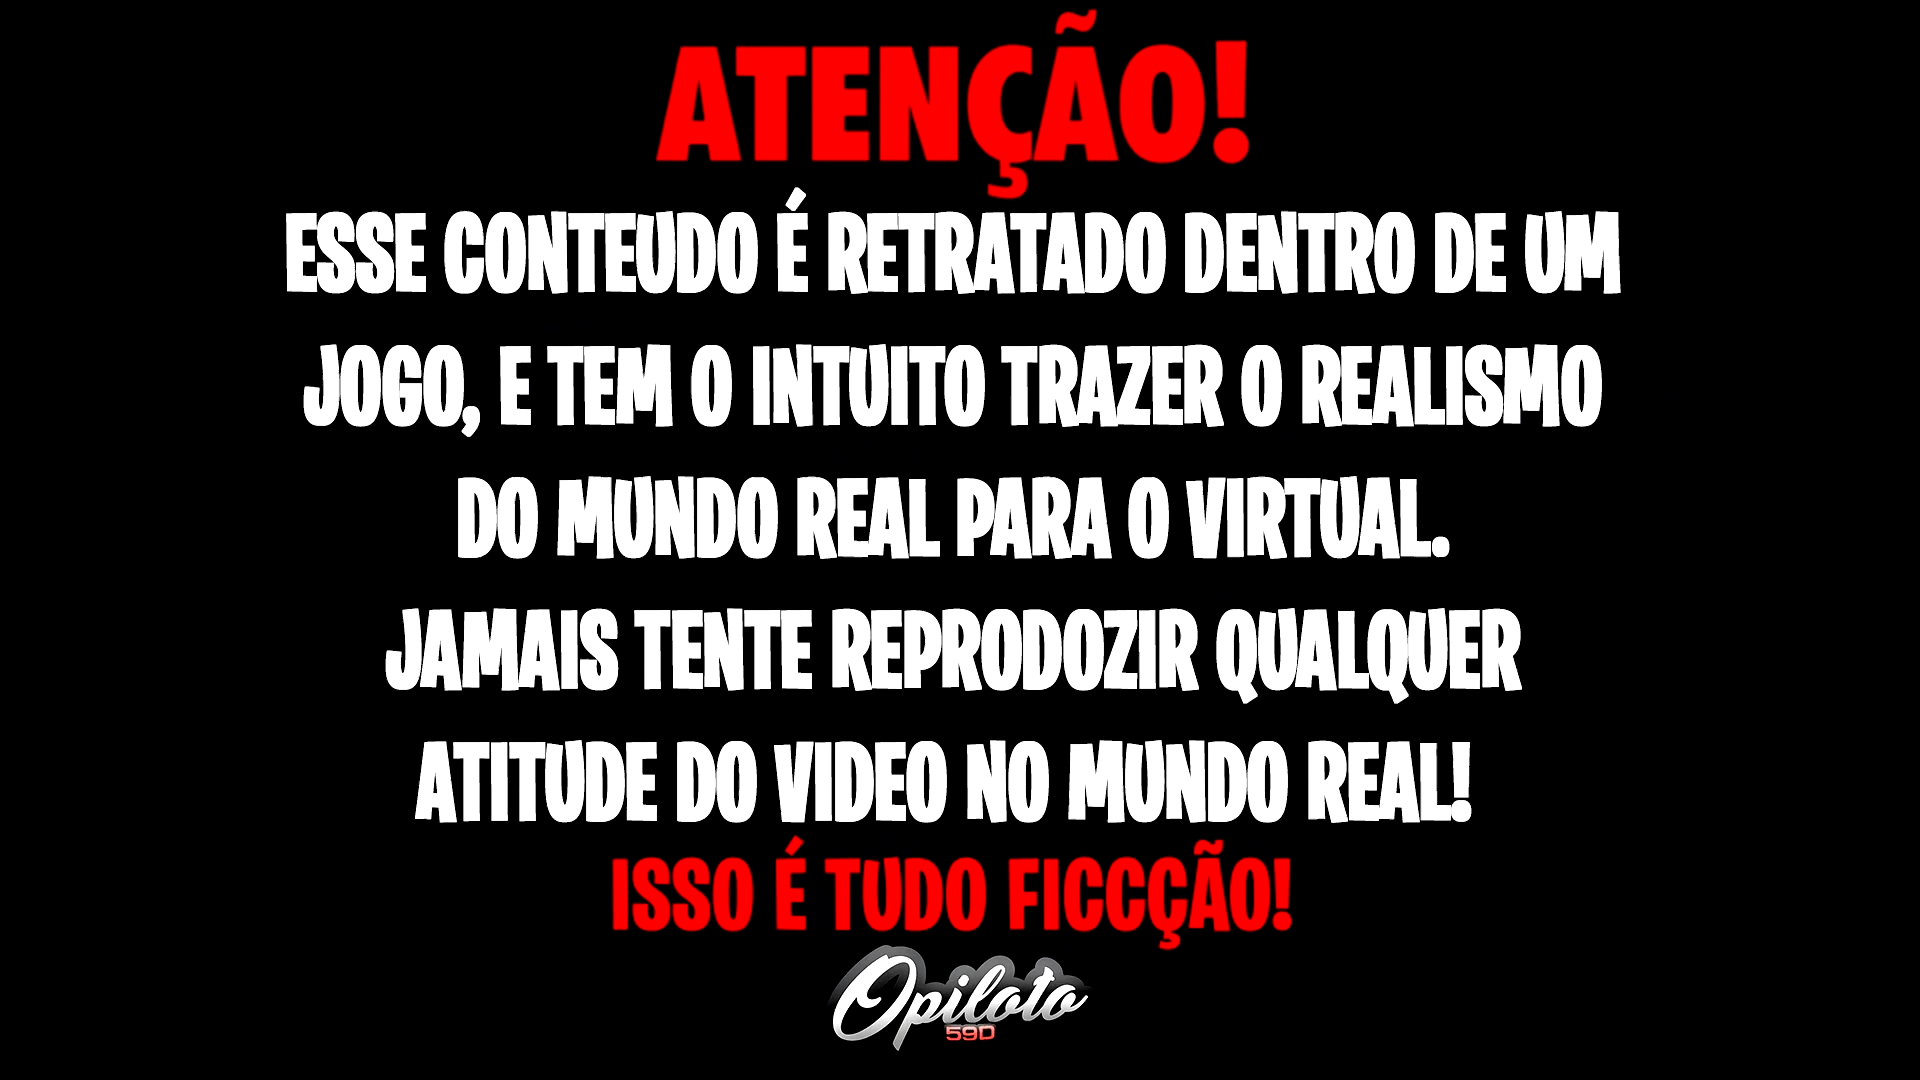 ATENÇÃO!
ESSE CONTEUDO É RETRATADO DENTRO DE UM
JOGO, E TEM O INTUITO TRAZER O REALISMO
DO MUNDO REAL PARA O VIRTUAL.
JAMAIS TENTE REPRODOZIR QUALQUER
ATITUDE DO VIDEO NO MUNDO REAL!
ISSO É TUDO FICCÇÃO!
Opiloto
59D